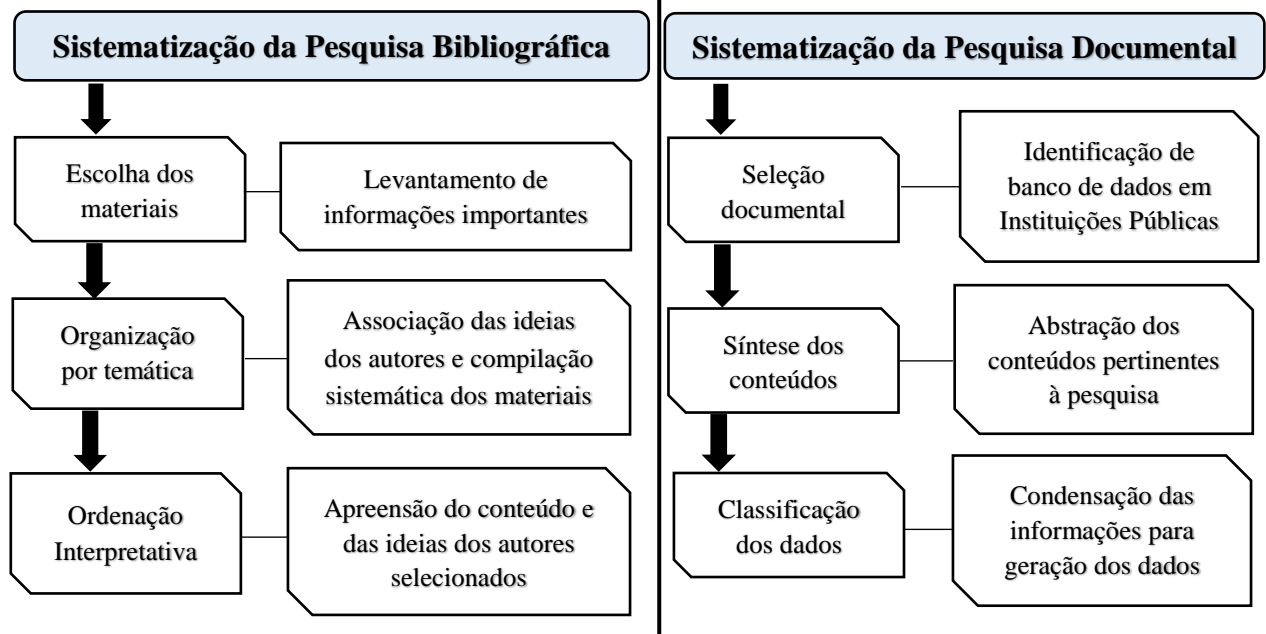 Sistematização da Pesquisa Bibliográfica
Escolha dos
materiais
Levantamento de
informações importantes
Organização
por temática
Associação das ideias
dos autores e compilação
sistemática dos materiais
Ordenação
Interpretativa
Apreensão do conteúdo e
das ideias dos autores
selecionados
Sistematização da Pesquisa Documental
Seleção
documental
Identificação de
banco de dados em
Instituições Públicas
Síntese dos
conteúdos
Abstração dos
conteúdos pertinentes
à pesquisa
Classificação
dos dados
Condensação das
informações para
geração dos dados